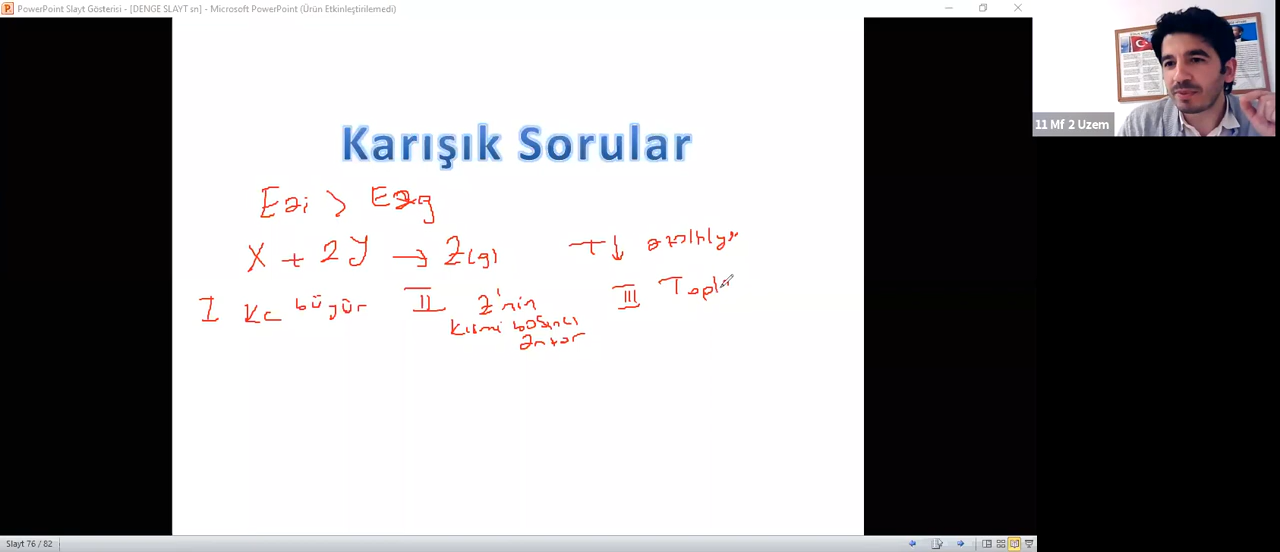 PowerPoint Slayt Gösterisi - [DENGE SLAYT sn] - Microsoft PowerPoint (Ürün Etkinleştirilemedi)
11 Mf 2 Uzem
Karışık Sorular
Eai > Eag
X + 2Y → Z(g) T↓ azaltılıyor
I Kc büyür II Z'nin kısmi basıncı artar III Topl
Slayt 76 / 82